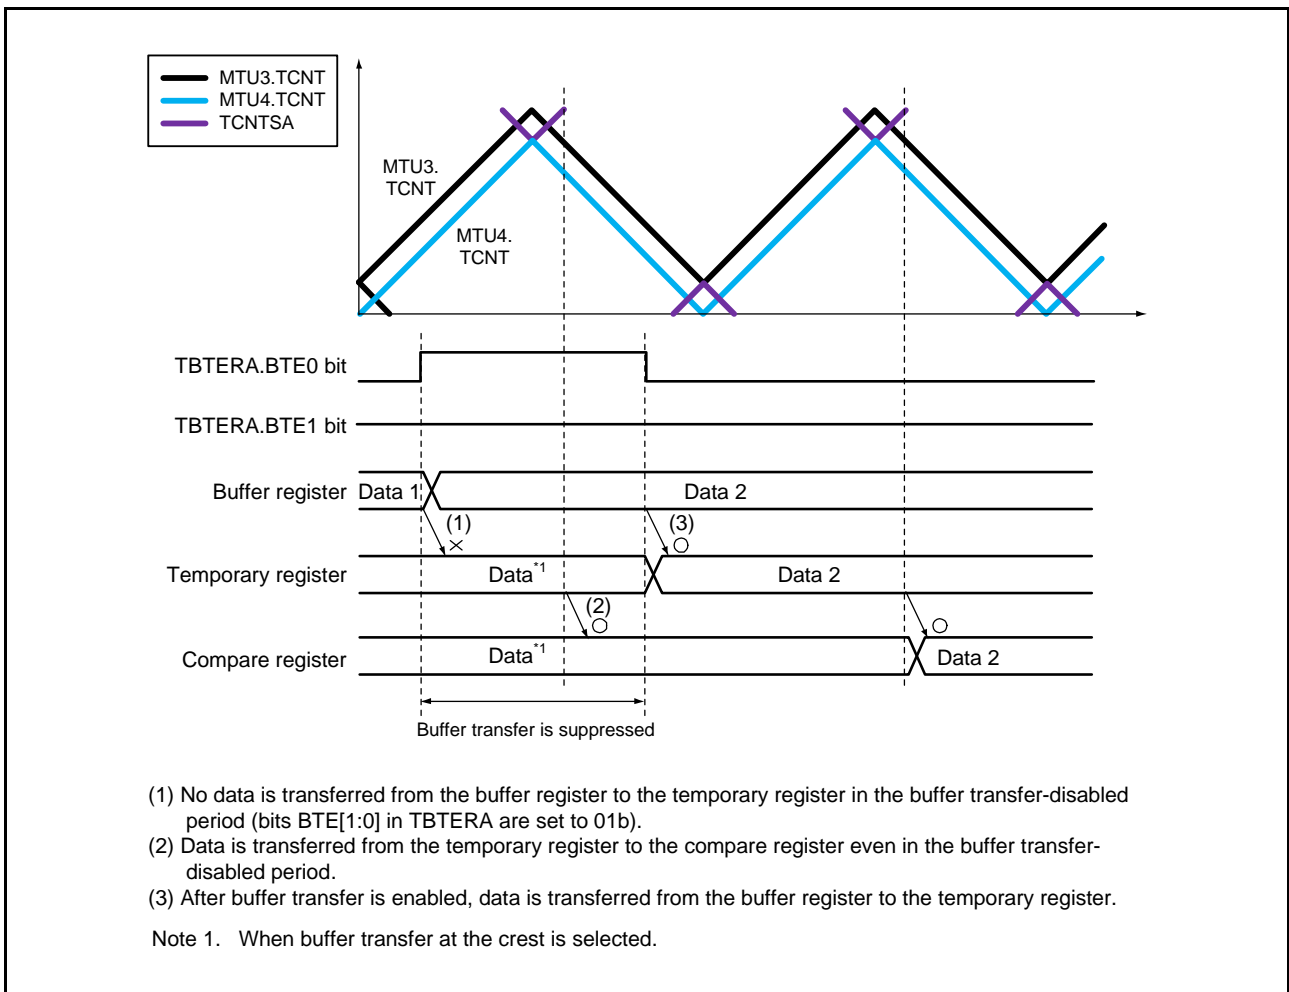 MTU3.TCNT
MTU4.TCNT
TCNTSA
MTU3.
TCNT
MTU4.
TCNT
TBTERA.BTE0 bit
TBTERA.BTE1 bit
Buffer register
Data 1
Data 2
(1)
(3)
Temporary register
Data*1
Data 2
(2)
Compare register
Data*1
Data 2
Buffer transfer is suppressed
(1) No data is transferred from the buffer register to the temporary register in the buffer transfer-disabled
period (bits BTE[1:0] in TBTERA are set to 01b).
(2) Data is transferred from the temporary register to the compare register even in the buffer transfer-
disabled period.
(3) After buffer transfer is enabled, data is transferred from the buffer register to the temporary register.
Note 1. When buffer transfer at the crest is selected.